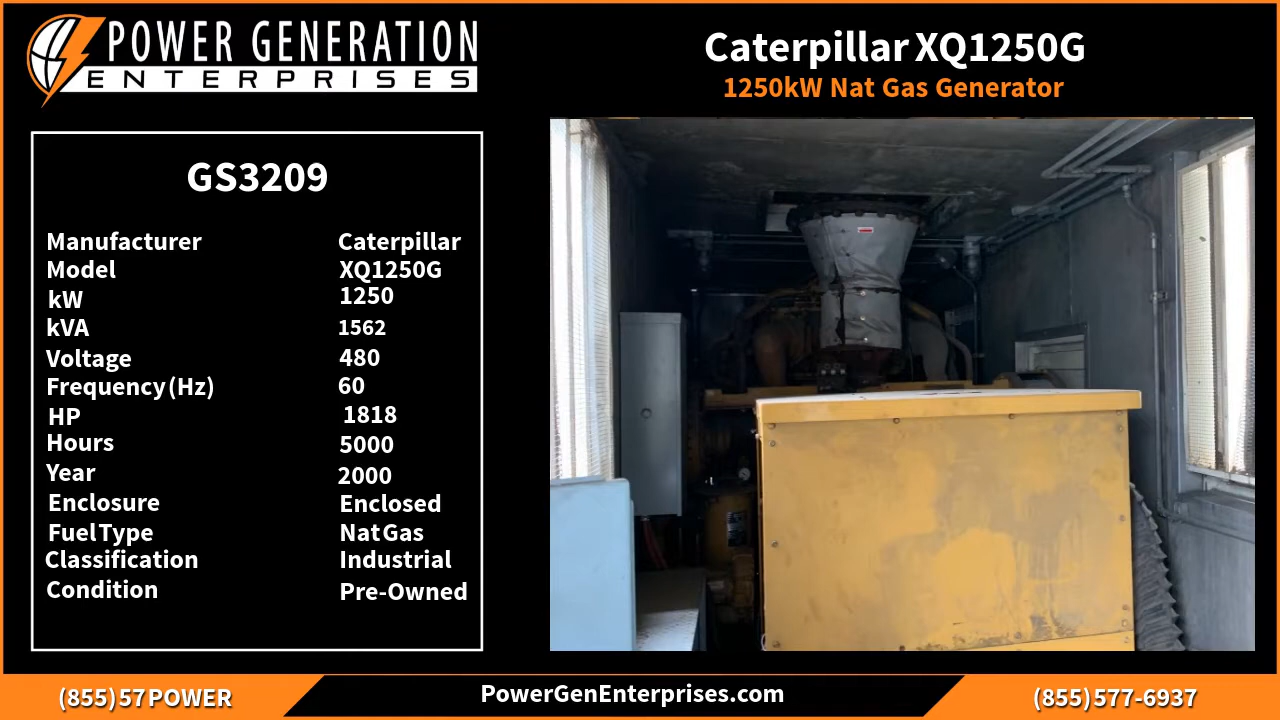 POWER GENERATION
ENTERPRISES
Caterpillar XQ1250G
1250kW Nat Gas Generator
GS3209
Manufacturer Caterpillar
Model XQ1250G
kW 1250
kVA 1562
Voltage 480
Frequency (Hz) 60
HP 1818
Hours 5000
Year 2000
Enclosure Enclosed
Fuel Type Nat Gas
Classification Industrial
Condition Pre-Owned
(855) 57 POWER
PowerGenEnterprises.com
(855) 577-6937